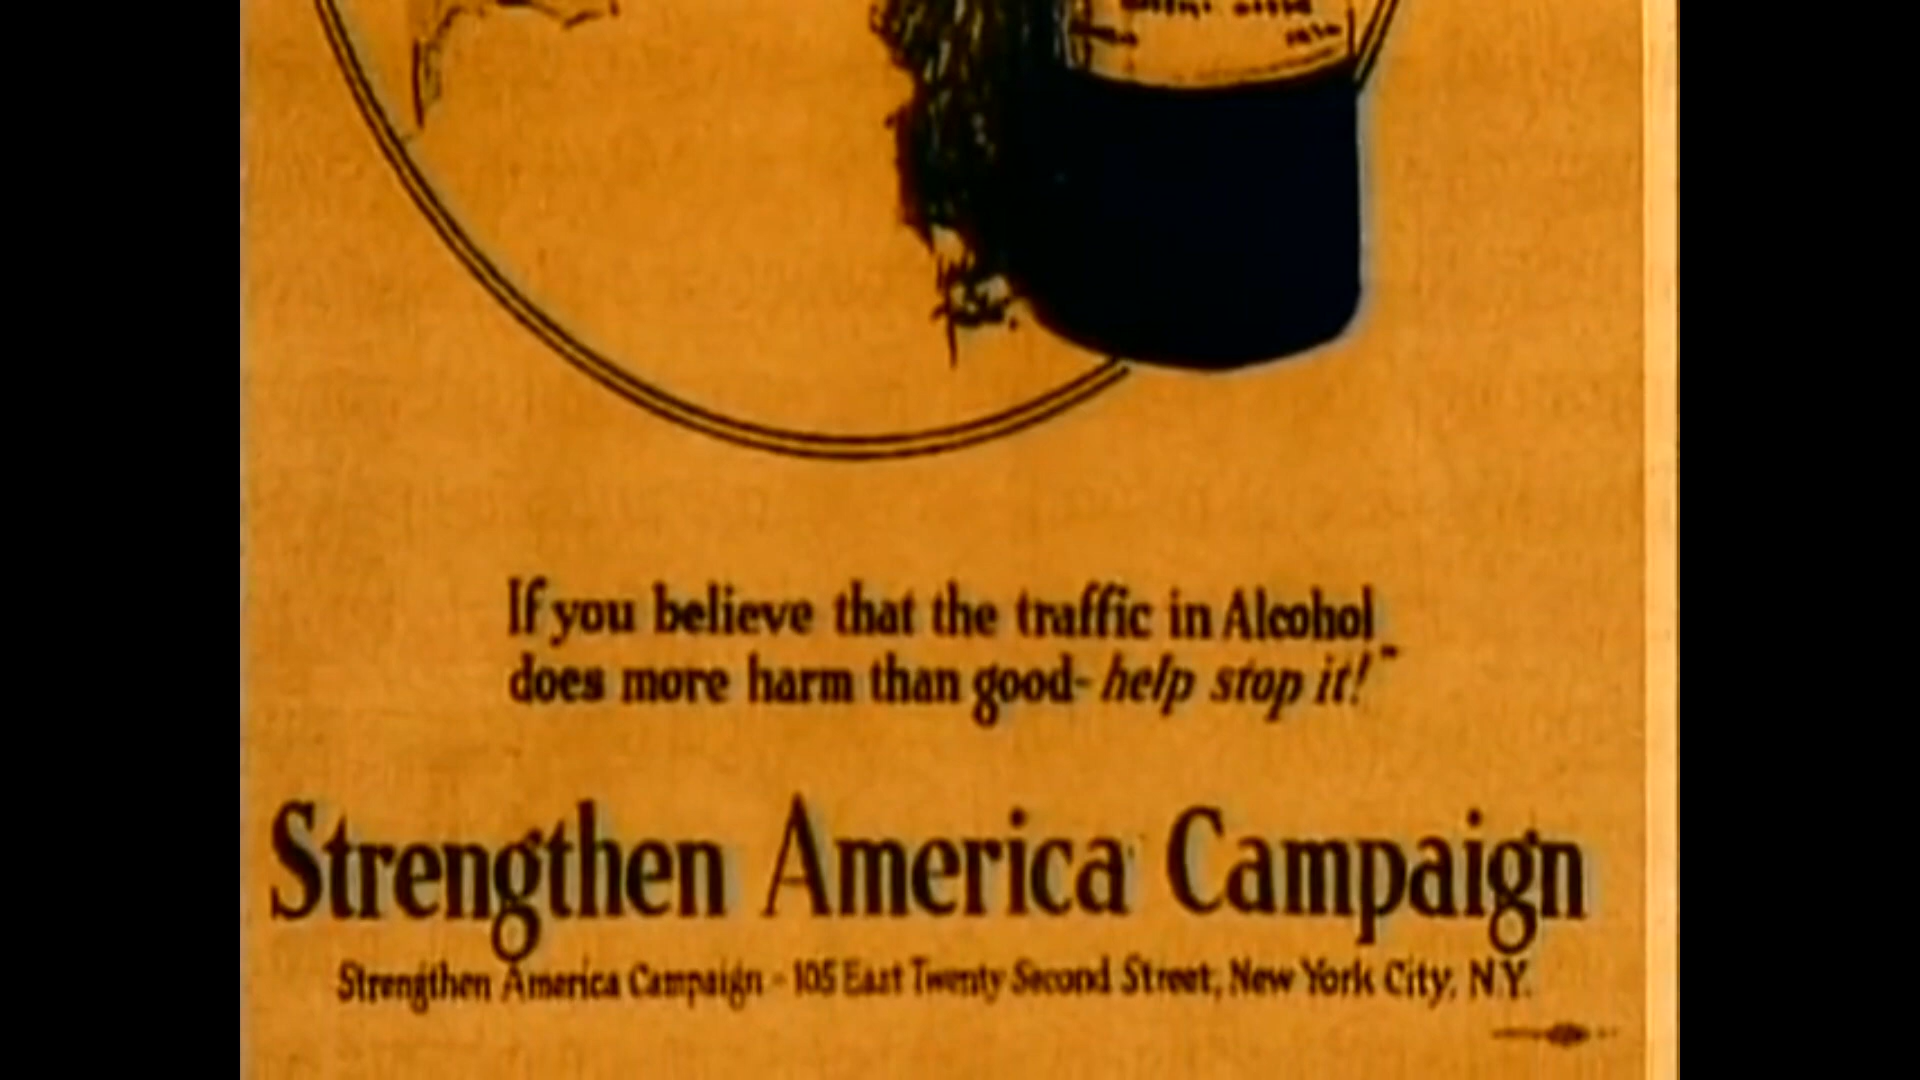 If you believe that the traffic in Alcohol
does more harm than good- help stop it!
Strengthen America Campaign
Strengthen America Campaign - 105 East Twenty Second Street, New York City, N.Y.